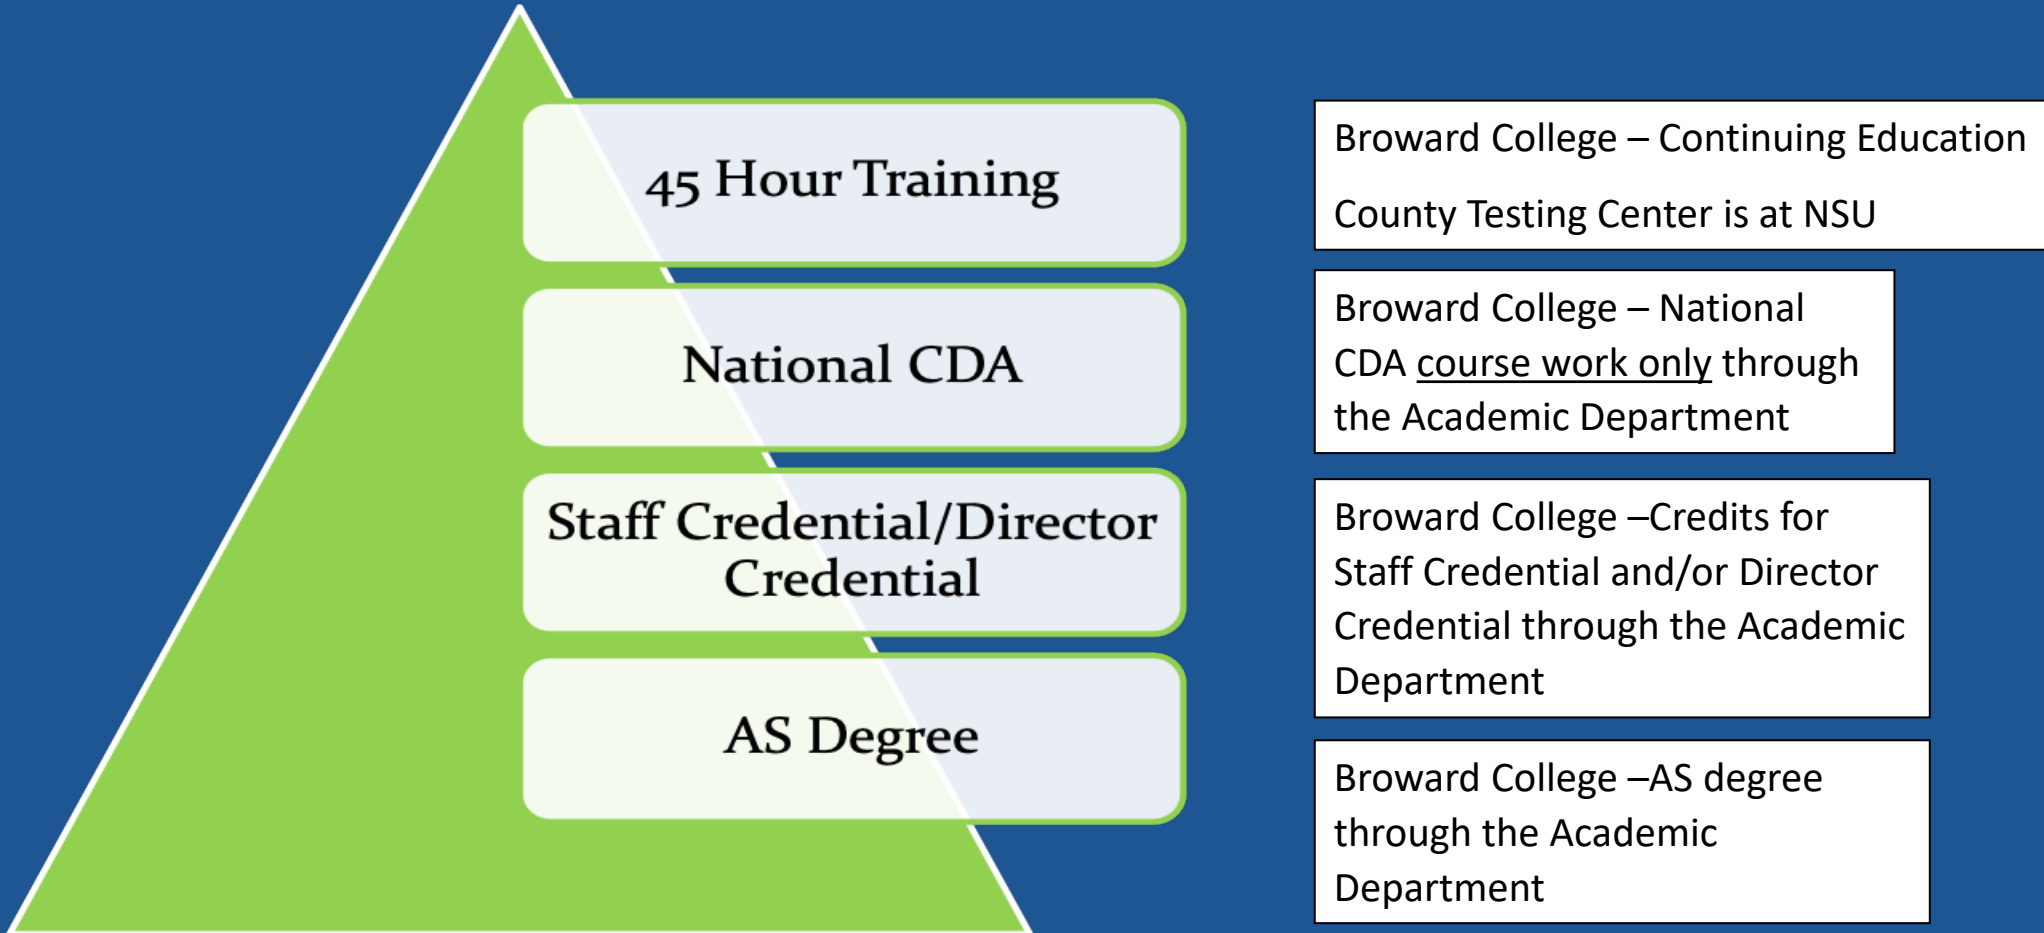 45 Hour Training
Broward College – Continuing Education
County Testing Center is at NSU
National CDA
Broward College – National
CDA course work only through
the Academic Department
Staff Credential/Director
Credential
Broward College –Credits for
Staff Credential and/or Director
Credential through the Academic
Department
AS Degree
Broward College –AS degree
through the Academic
Department